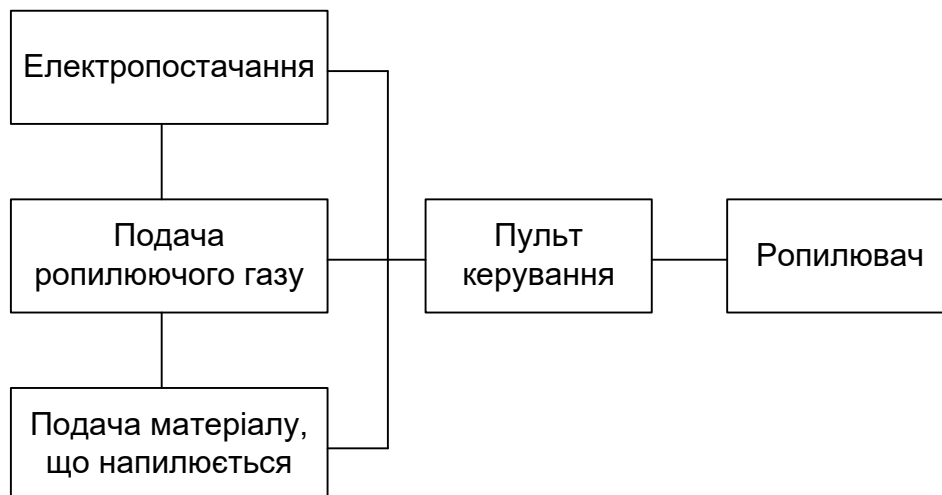 Електропостачання
Подача
ропилюючого газу
Пульт
керування
Ропилювач
Подача матеріалу,
що напилюється